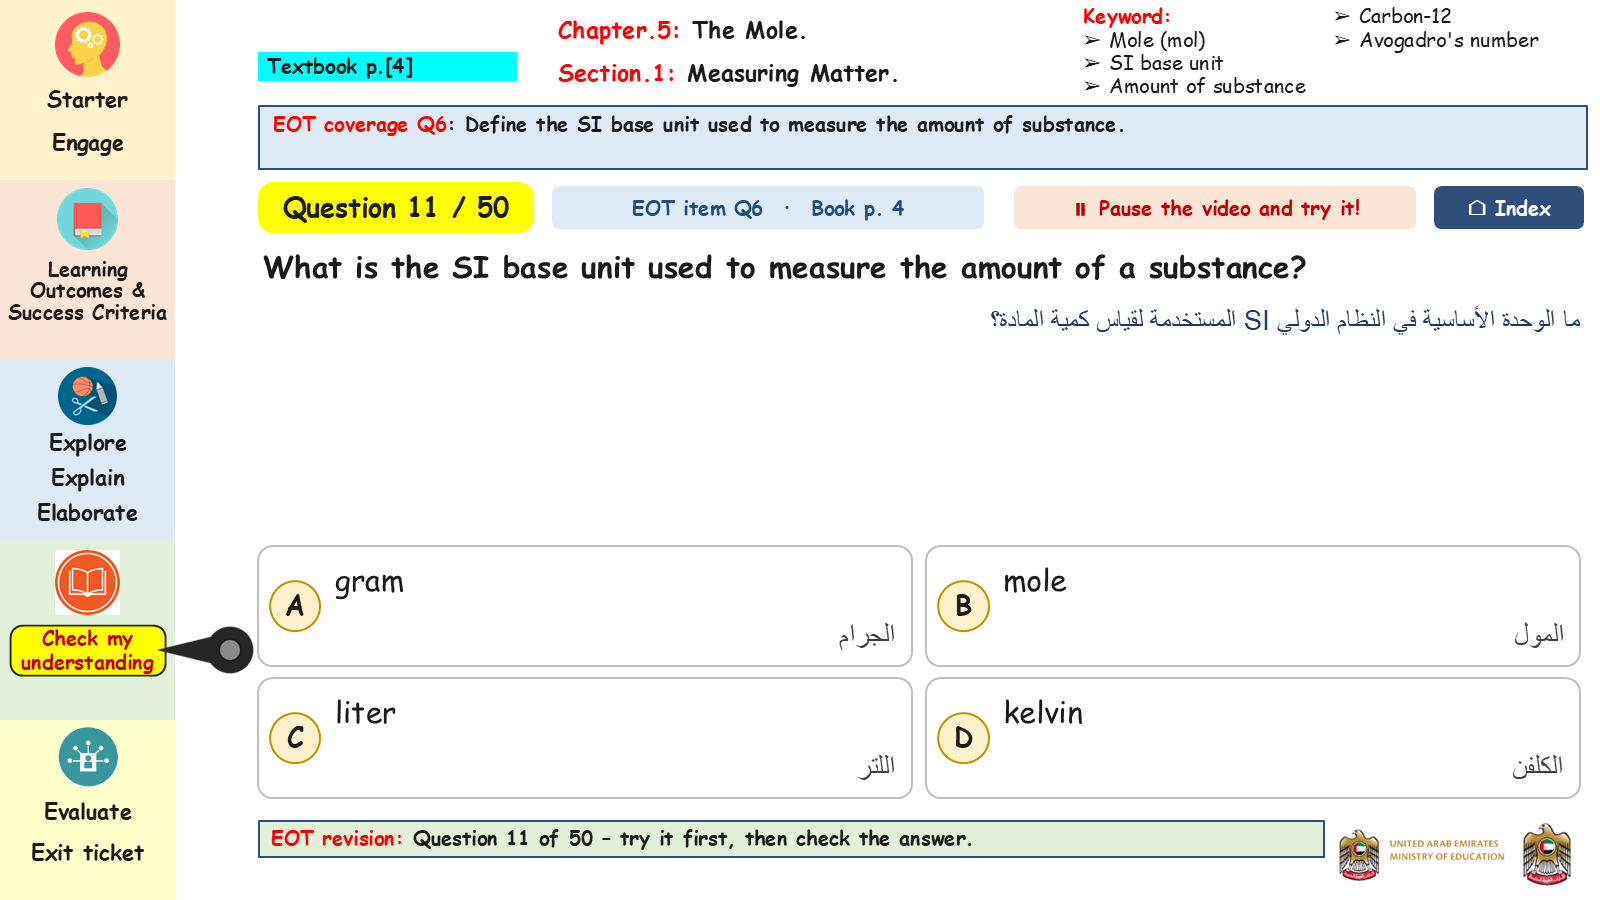 Starter
Engage
Learning
Outcomes &
Success Criteria
Explore
Explain
Elaborate
Check my
understanding
Evaluate
Exit ticket
Textbook p.[4]
Chapter.5: The Mole.
Section.1: Measuring Matter.
Keyword:
➢ Mole (mol)
➢ SI base unit
➢ Amount of substance
➢ Carbon-12
➢ Avogadro's number
EOT coverage Q6: Define the SI base unit used to measure the amount of substance.
Question 11 / 50
EOT item Q6 · Book p. 4
⏸ Pause the video and try it!
☖ Index
What is the SI base unit used to measure the amount of a substance?
ما الوحدة الأساسية في النظام الدولي SI المستخدمة لقياس كمية المادة؟
A
gram
الجرام
B
mole
المول
C
liter
اللتر
D
kelvin
الكلفن
EOT revision: Question 11 of 50 – try it first, then check the answer.
UNITED ARAB EMIRATES
MINISTRY OF EDUCATION